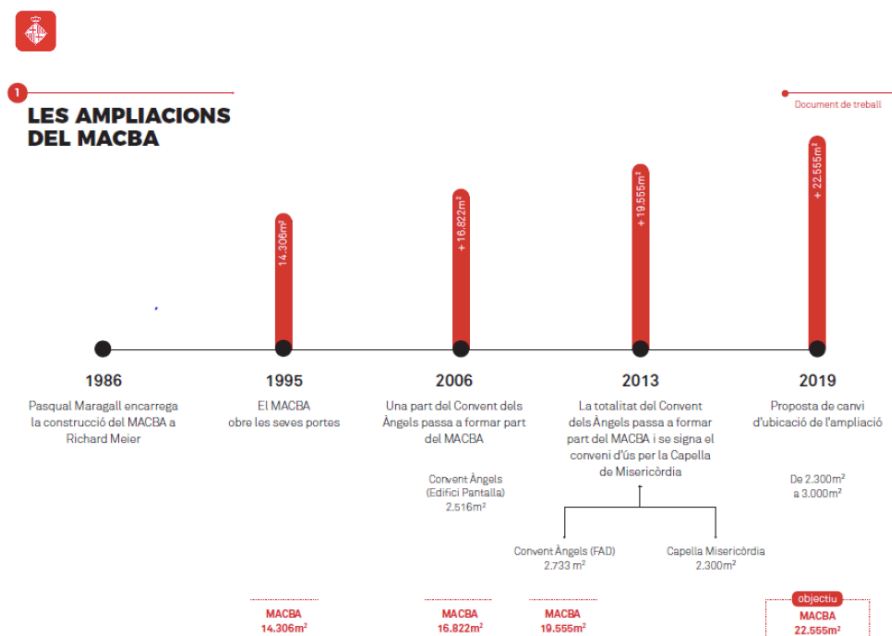 1
LES AMPLIACIONS
DEL MACBA
Document de treball
14.306m²
+ 16.822m²
+ 19.555m²
+ 22.555m²
1986
Pasqual Maragall encarrega
la construcció del MACBA a
Richard Meier
1995
El MACBA
obre les seves portes
2006
Una part del Convent dels
Àngels passa a formar part
del MACBA
Convent Àngels
(Edifici Pantalla)
2.516m²
2013
La totalitat del Convent
dels Àngels passa a formar
part del MACBA i se signa el
conveni d'ús per la Capella
de Misericòrdia
Convent Àngels (FAD)
2.733 m²
Capella Misericòrdia
2.300m²
2019
Proposta de canvi
d'ubicació de l'ampliació
De 2.300m²
a 3.000m²
MACBA
14.306m²
MACBA
16.822m²
MACBA
19.555m²
objectiu
MACBA
22.555m²